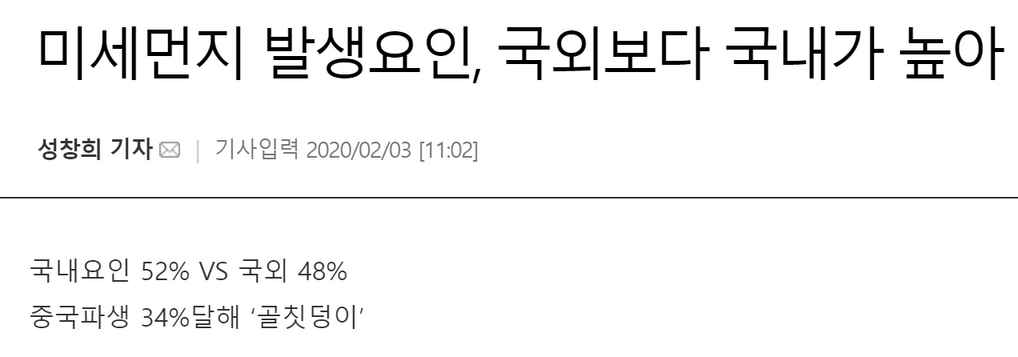 미세먼지 발생요인, 국외보다 국내가 높아
성창희 기자 | 기사입력 2020/02/03 [11:02]
국내요인 52% VS 국외 48%
중국파생 34%달해 ‘골칫덩이’